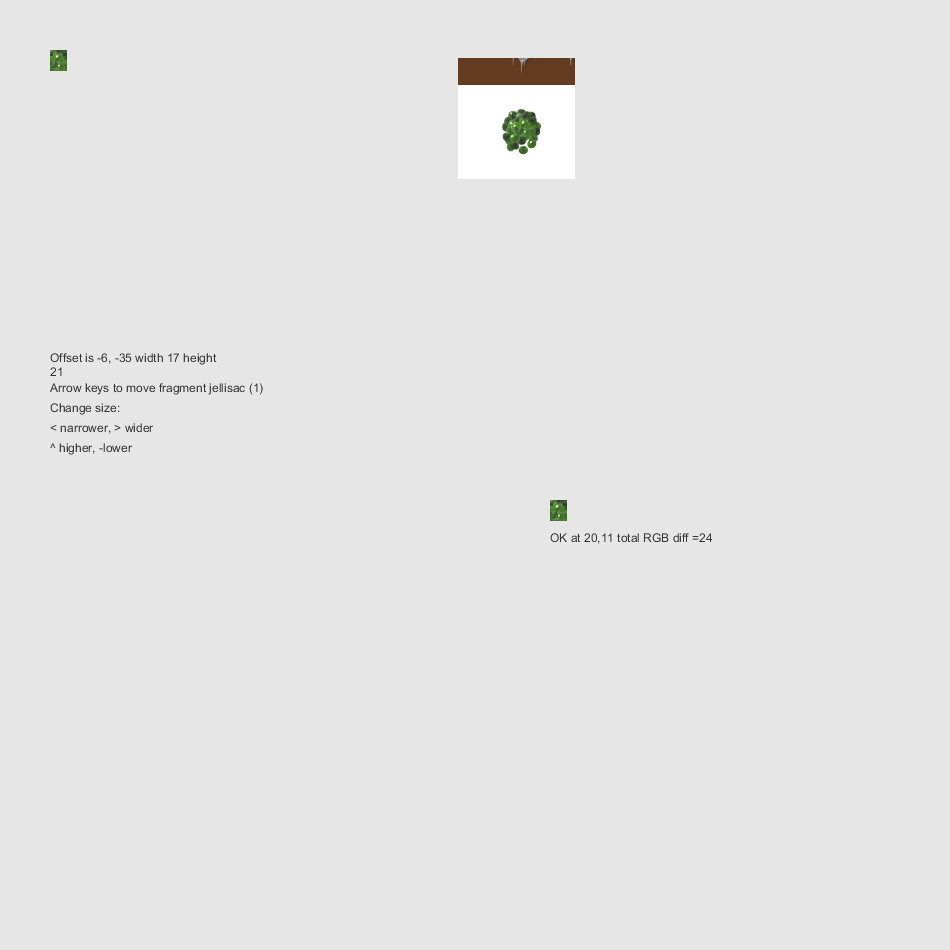 Offset is -6, -35 width 17 height
21
Arrow keys to move fragment jellisac (1)
Change size:
< narrower, > wider
^ higher, -lower
OK at 20,11 total RGB diff =24